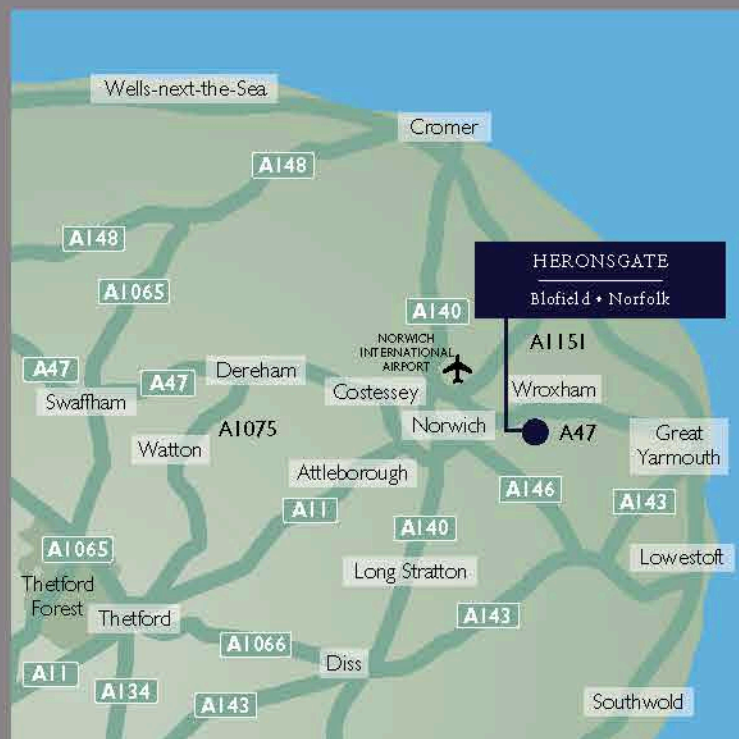 Wells-next-the-Sea
Cromer
A148
A148
HERONSGATE
Blofield • Norfolk
A1065
A140
NORWICH
INTERNATIONAL
AIRPORT
A1151
A47
A47
Dereham
Costessey
Wroxham
Swaffham
A1075
Norwich
A47
Great
Yarmouth
Watton
Attleborough
A146
A143
A11
A140
A1065
Lowestoft
Thetford
Forest
Long Stratton
Thetford
A143
A1066
Diss
A11
A134
A143
Southwold